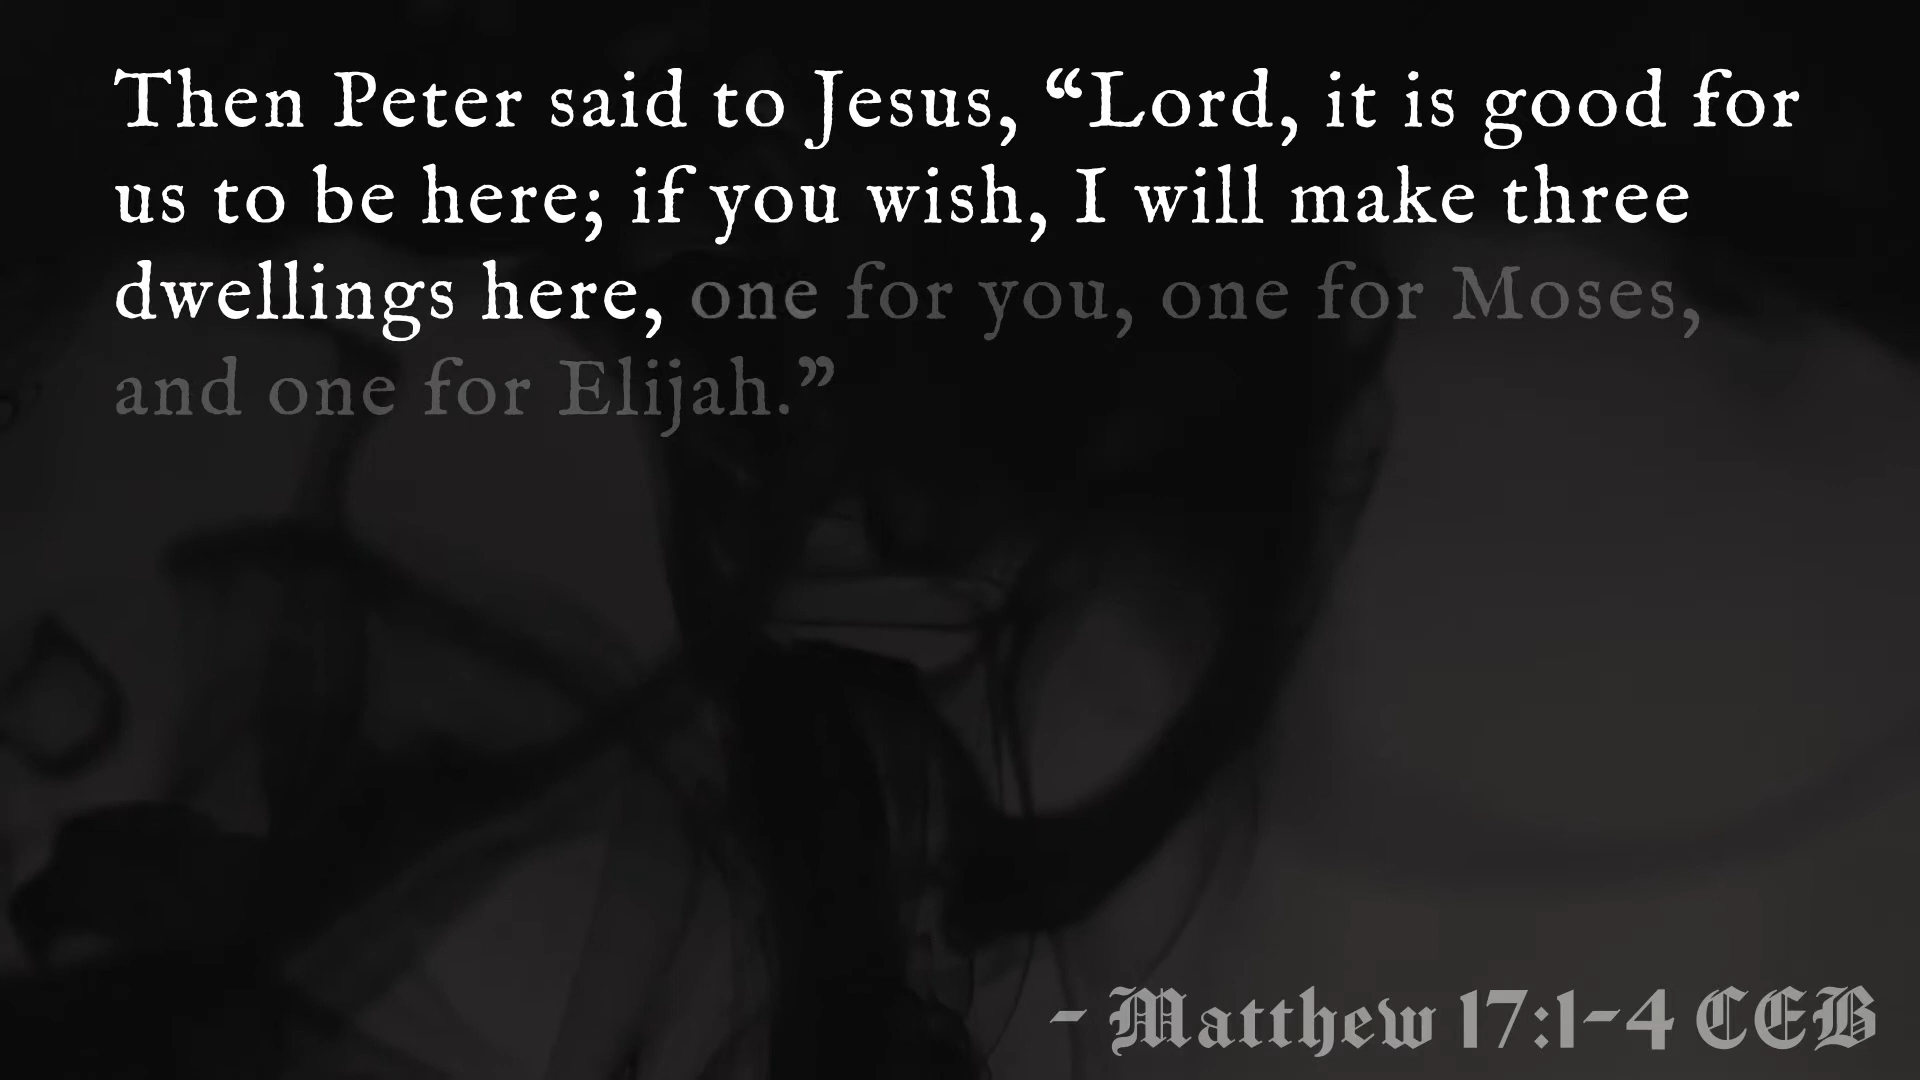 Then Peter said to Jesus, “Lord, it is good for
us to be here; if you wish, I will make three
dwellings here, one for you, one for Moses,
and one for Elijah.”
- Matthew 17:1-4 CEB